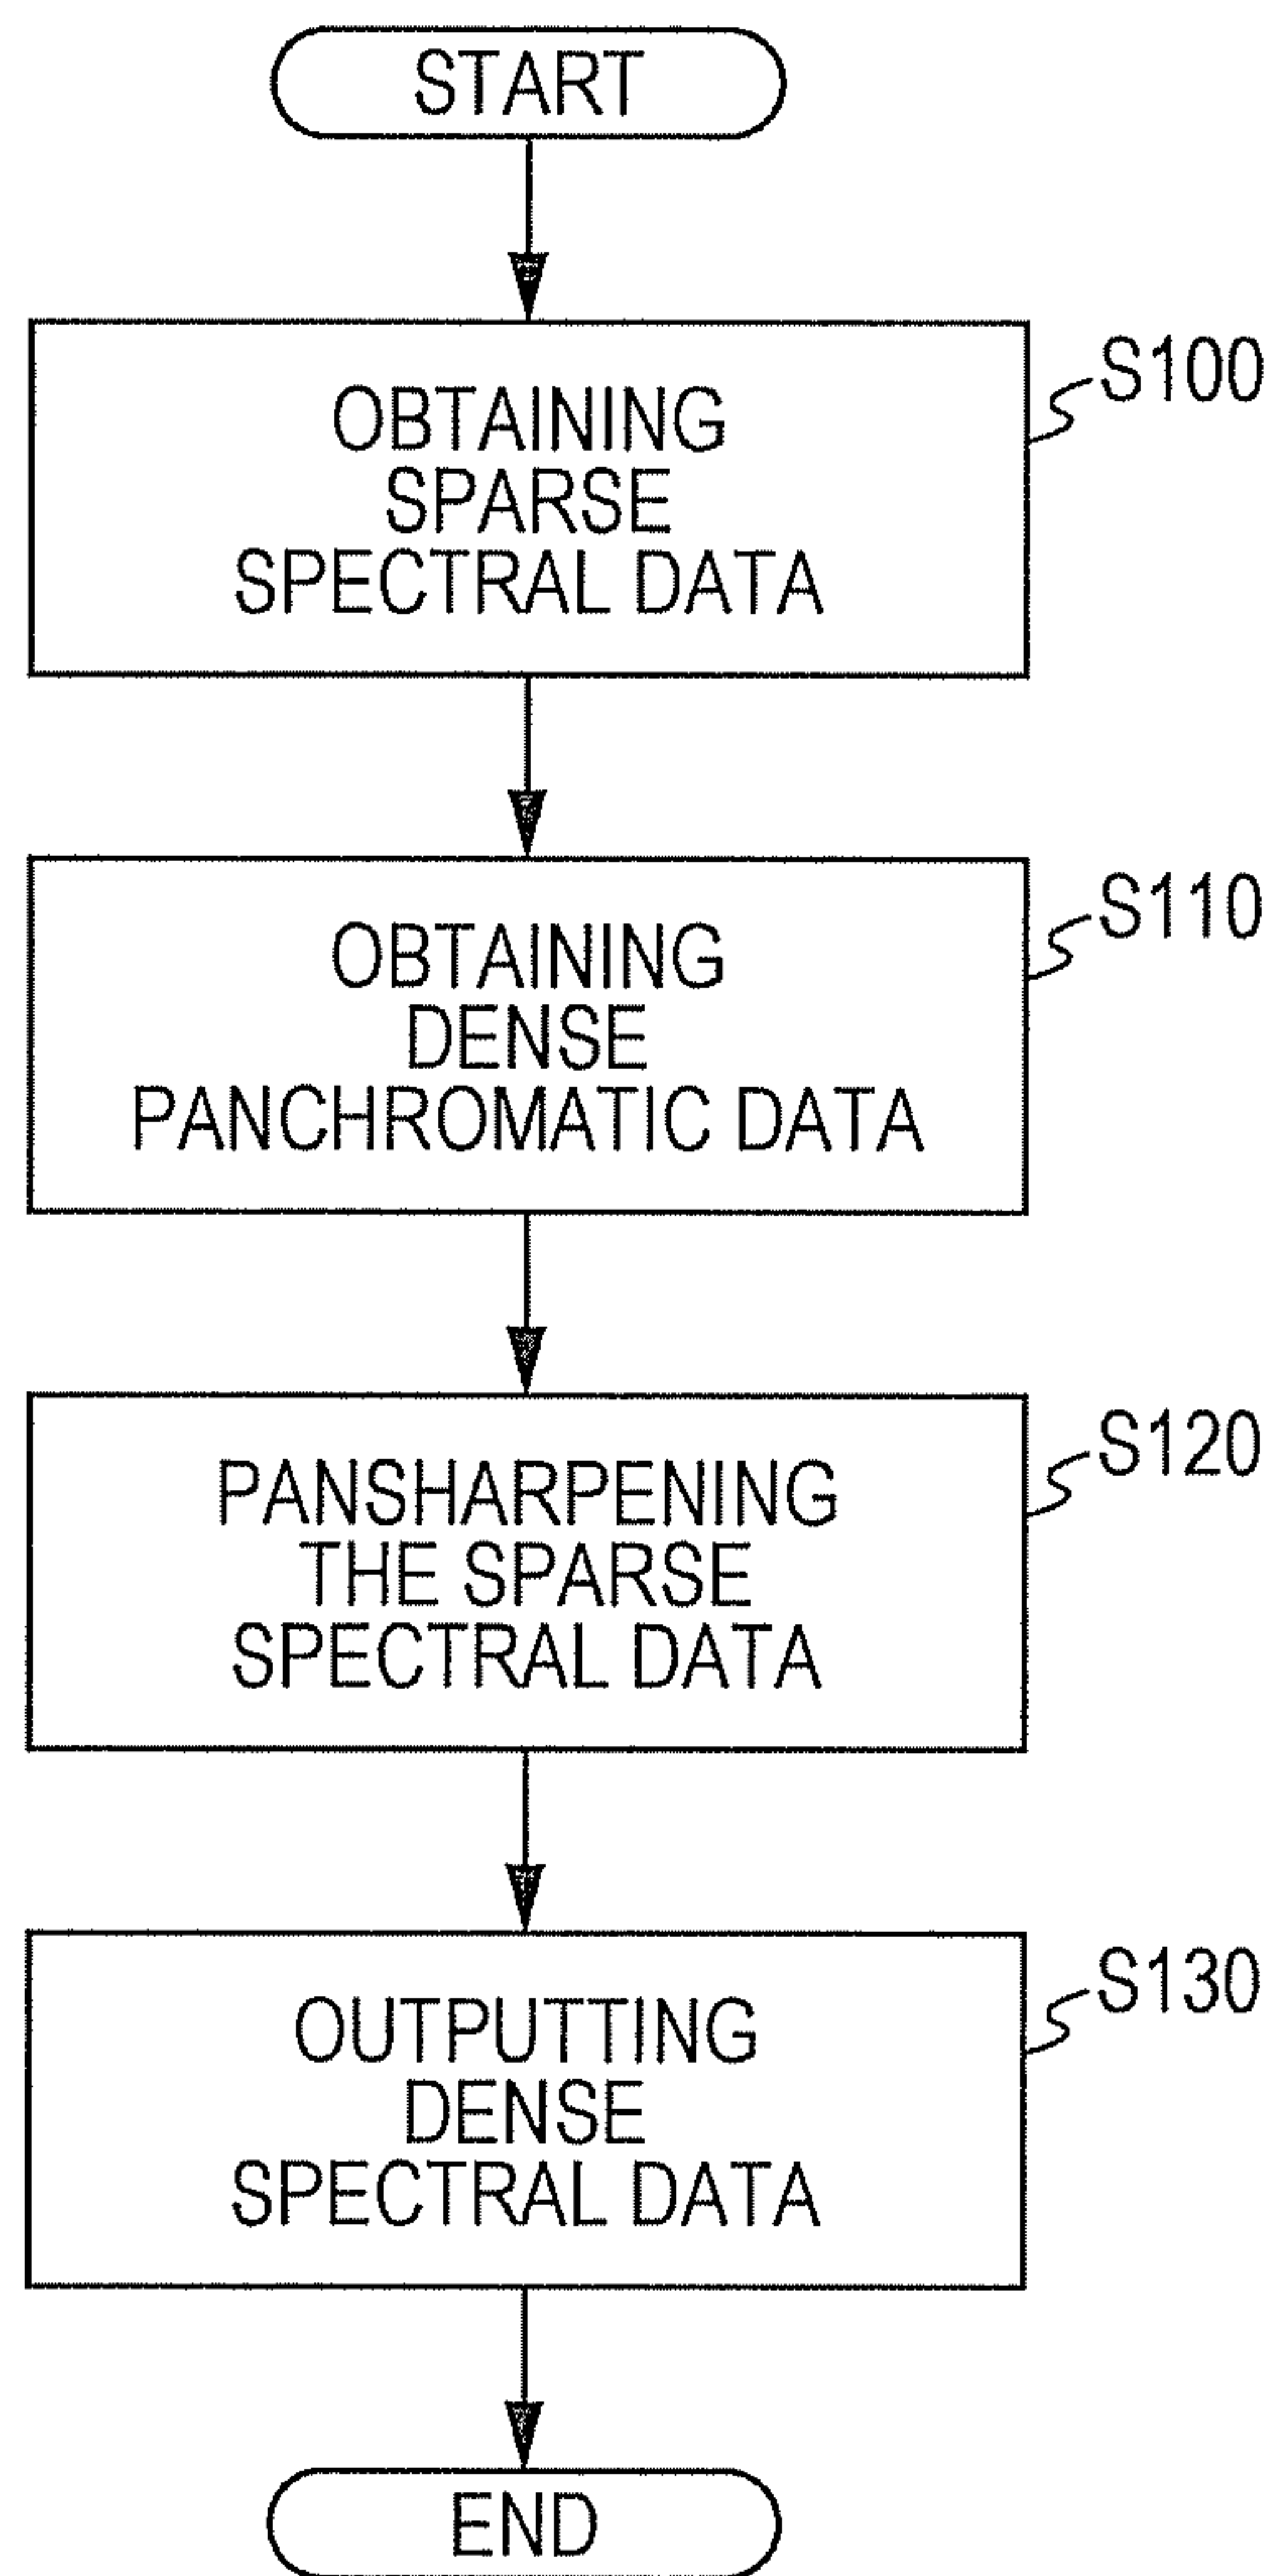 START
OBTAINING
SPARSE
SPECTRAL DATA
S100
OBTAINING
DENSE
PANCHROMATIC DATA
S110
PANSHARPENING
THE SPARSE
SPECTRAL DATA
S120
OUTPUTTING
DENSE
SPECTRAL DATA
S130
END